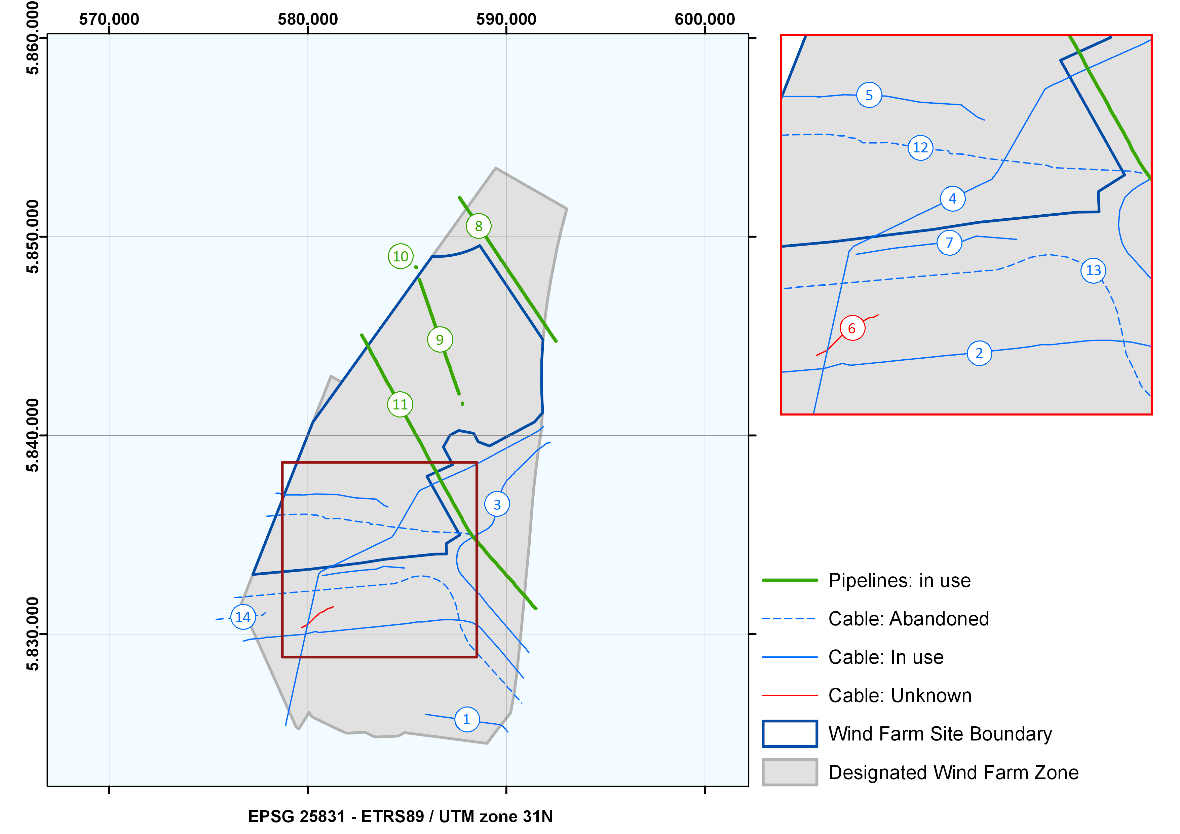 570.000 580.000 590.000 600.000
5.860.000
5.850.000
5.840.000
5.830.000
8
10
9
11
3
14
1
5
12
4
7
13
6
2
Pipelines: in use
Cable: Abandoned
Cable: In use
Cable: Unknown
Wind Farm Site Boundary
Designated Wind Farm Zone
EPSG 25831 - ETRS89 / UTM zone 31N